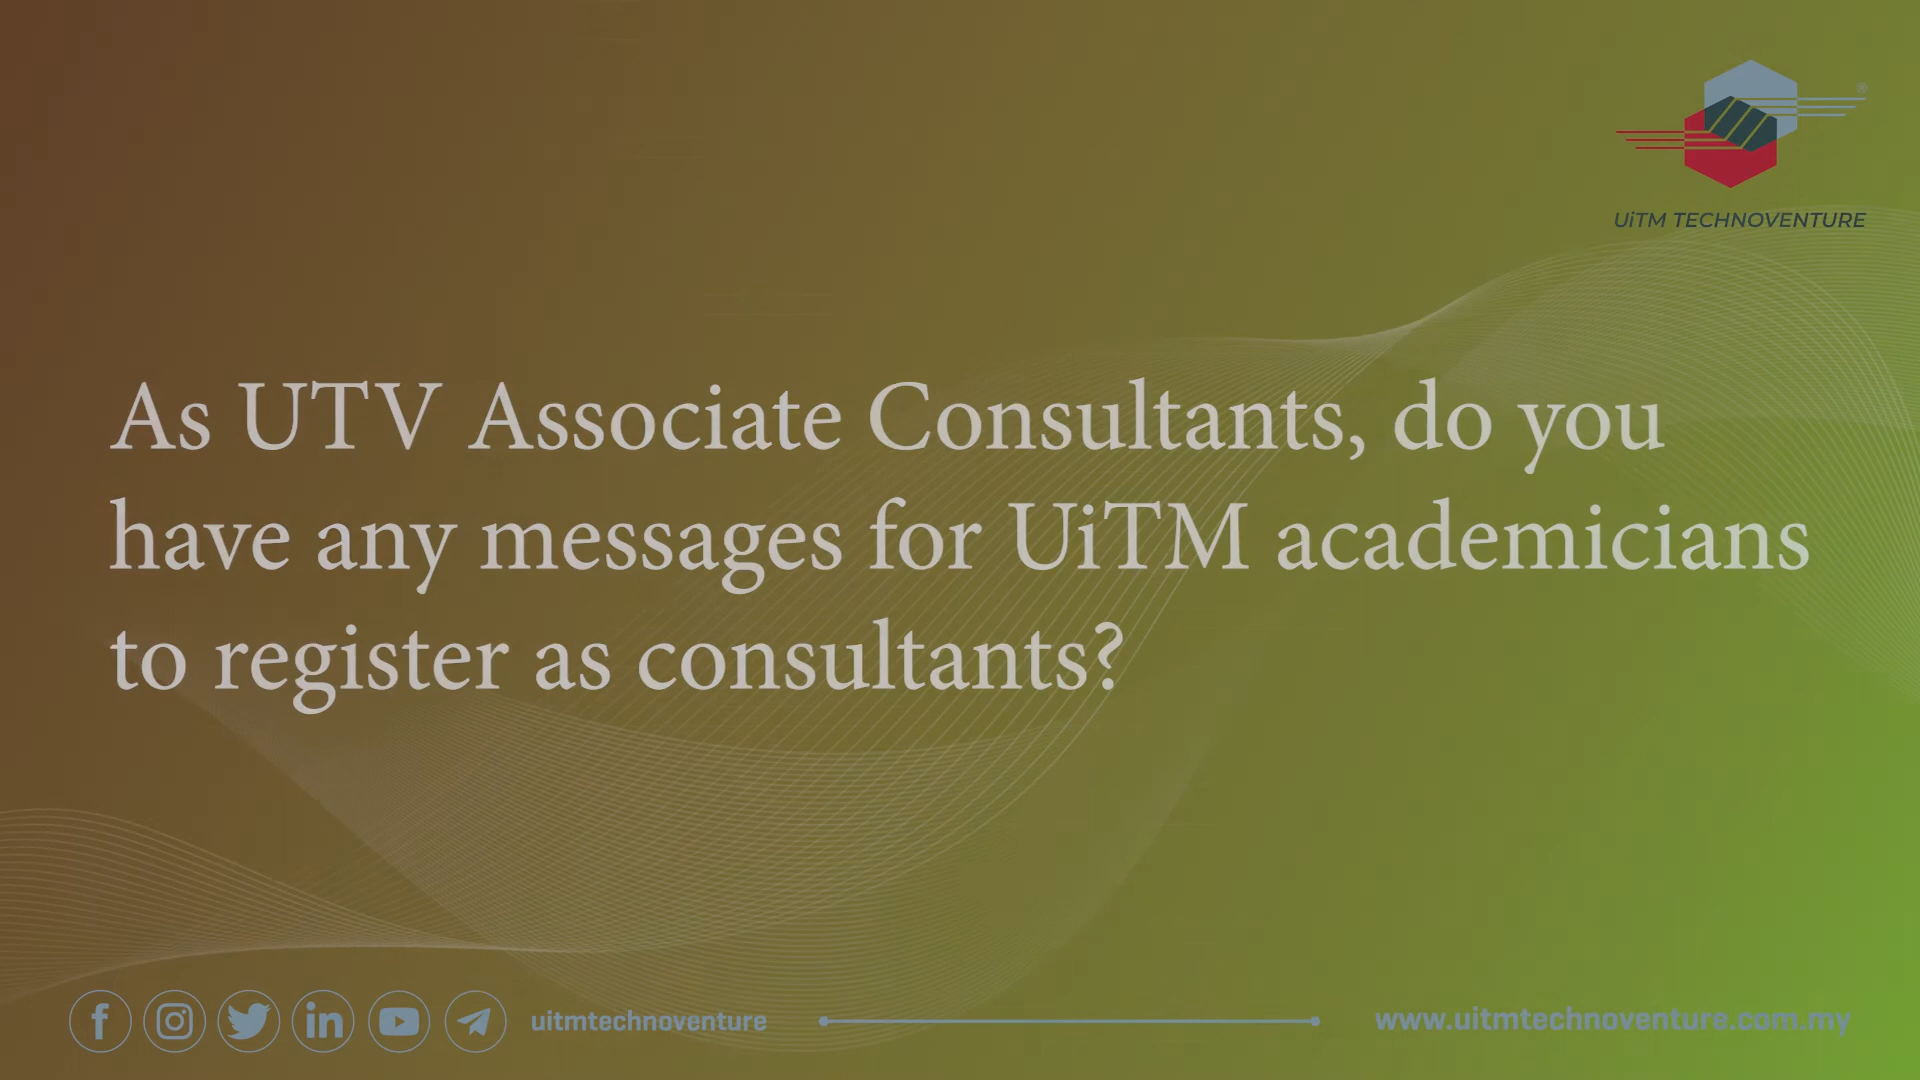 ®
UiTM TECHNOVENTURE
As UTV Associate Consultants, do you
have any messages for UiTM academicians
to register as consultants?
uitmtechnoventure
www.uitmtechnoventure.com.my